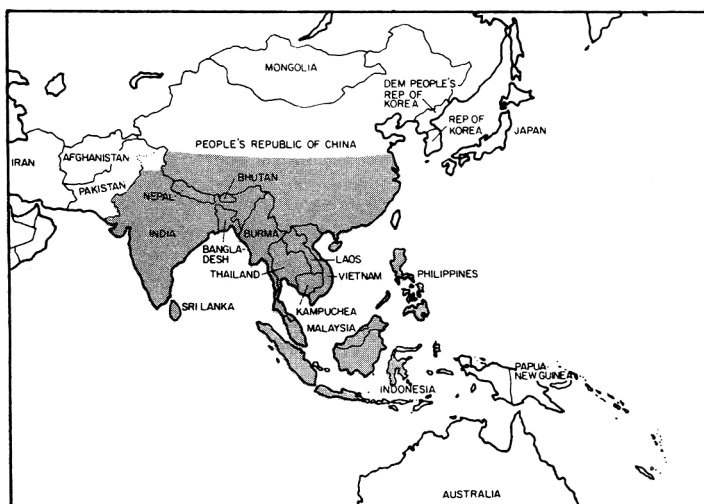 MONGOLIA
DEM PEOPLE'S
REP OF
KOREA
REP OF
KOREA
PEOPLE'S REPUBLIC OF CHINA
JAPAN
IRAN
AFGHANISTAN
PAKISTAN
BHUTAN
NEPAL
INDIA
BURMA
BANGLA-
DESH
LAOS
THAILAND
VIETNAM
PHILIPPINES
SRI LANKA
KAMPUCHEA
MALAYSIA
PAPUA
NEW GUINEA
INDONESIA
AUSTRALIA